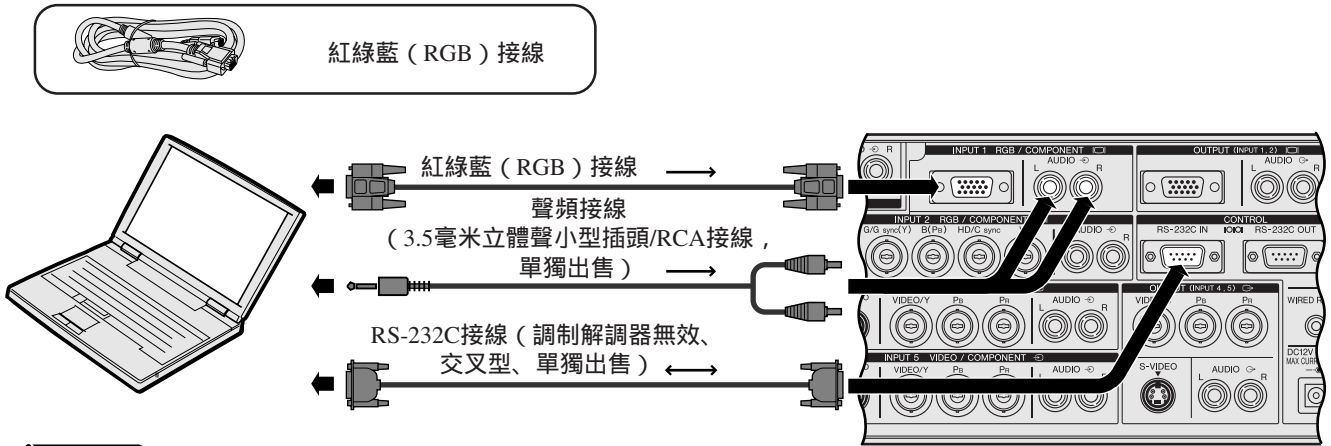 紅綠藍（RGB）接線
紅綠藍（RGB）接線
聲頻接線
（3.5毫米立體聲小型插頭/RCA接線，
單獨出售）
RS-232C接線（調制解調器無效、
交叉型、單獨出售）
R
INPUT 1 RGB / COMPONENT
AUDIO
L
R
OUTPUT (INPUT 1, 2)
AUDIO
L
R
INPUT 2 RGB / COMPONENT
G/G sync(Y) B(PB) HD/C sync
AUDIO
R
CONTROL
RS-232C IN RS-232C OUT
VIDEO/Y PB PR
AUDIO
L R
(INPUT 4, 5)
PB PR
WIRED
INPUT 5 VIDEO / COMPONENT
VIDEO/Y PB PR
AUDIO
L R
S-VIDEO
AUDIO
L R
DC12V
MAX